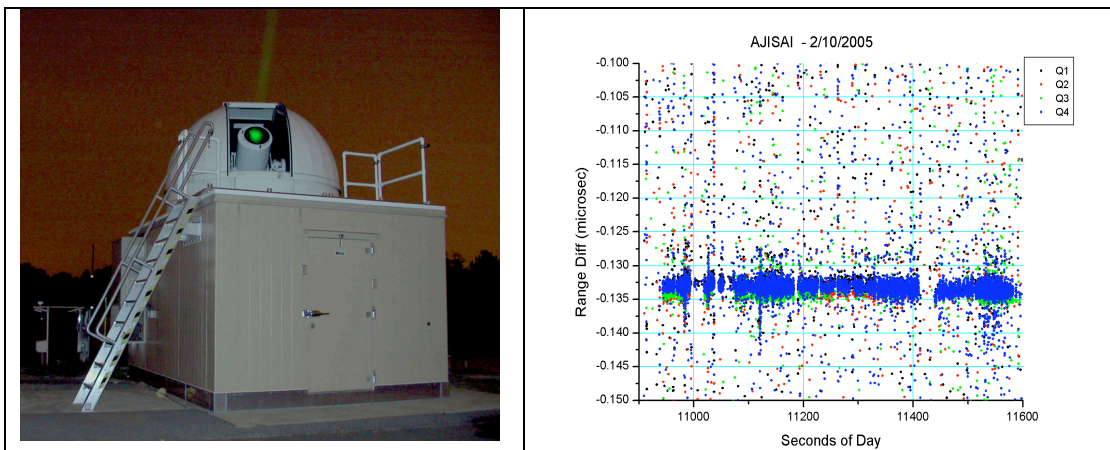 AJISAI - 2/10/2005
-0.100
-0.105
-0.110
-0.115
-0.120
-0.125
-0.130
-0.135
-0.140
-0.145
-0.150
Range Diff (microsec)
11000
11200
11400
11600
Seconds of Day
Q1
Q2
Q3
Q4